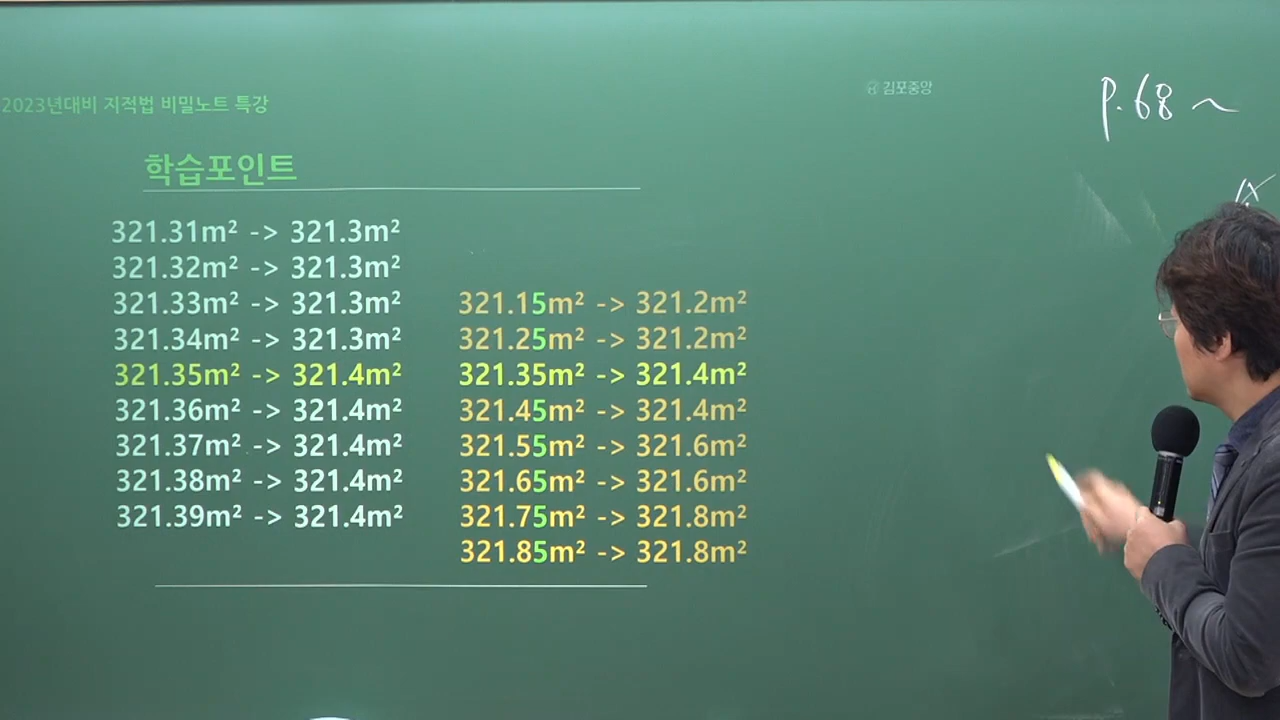 2023년대비 지적법 비밀노트 특강
김포중앙
P.68~
학습포인트
321.31m² -> 321.3m²
321.32m² -> 321.3m²
321.33m² -> 321.3m²
321.34m² -> 321.3m²
321.35m² -> 321.4m²
321.36m² -> 321.4m²
321.37m² -> 321.4m²
321.38m² -> 321.4m²
321.39m² -> 321.4m²
321.15m² -> 321.2m²
321.25m² -> 321.2m²
321.35m² -> 321.4m²
321.45m² -> 321.4m²
321.55m² -> 321.6m²
321.65m² -> 321.6m²
321.75m² -> 321.8m²
321.85m² -> 321.8m²